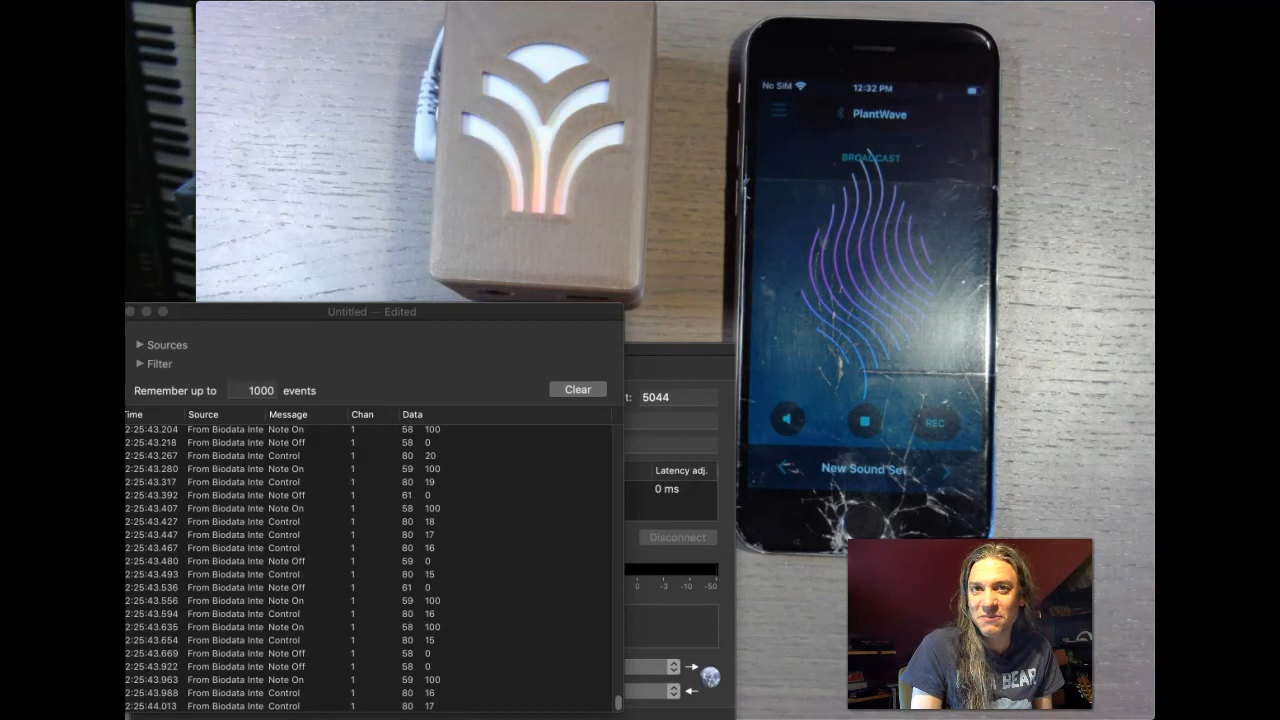 No SIM
12:32 PM
PlantWave
BROADCAST
REC
New Sound Set
Untitled — Edited
Sources
Filter
Remember up to 1000 events
Clear
Source Message Chan Data
2:25:43.204 From Biodata Inte Note On 1 58 100
2:25:43.218 From Biodata Inte Note Off 1 58 0
2:25:43.267 From Biodata Inte Control 1 80 20
2:25:43.280 From Biodata Inte Note On 1 59 100
2:25:43.317 From Biodata Inte Control 1 80 19
2:25:43.392 From Biodata Inte Note Off 1 61 0
2:25:43.407 From Biodata Inte Note On 1 58 100
2:25:43.427 From Biodata Inte Control 1 80 18
2:25:43.447 From Biodata Inte Control 1 80 17
2:25:43.467 From Biodata Inte Control 1 80 16
2:25:43.480 From Biodata Inte Note Off 1 59 0
2:25:43.493 From Biodata Inte Control 1 80 15
2:25:43.536 From Biodata Inte Note Off 1 61 0
2:25:43.556 From Biodata Inte Note On 1 59 100
2:25:43.594 From Biodata Inte Control 1 80 16
2:25:43.635 From Biodata Inte Note On 1 58 100
2:25:43.654 From Biodata Inte Control 1 80 15
2:25:43.669 From Biodata Inte Note Off 1 58 0
2:25:43.922 From Biodata Inte Note Off 1 58 0
2:25:43.963 From Biodata Inte Note On 1 59 100
2:25:43.988 From Biodata Inte Control 1 80 16
2:25:44.013 From Biodata Inte Control 1 80 17
t: 5044
Latency adj.
0 ms
Disconnect
0 -3 -10 -50
BEAR